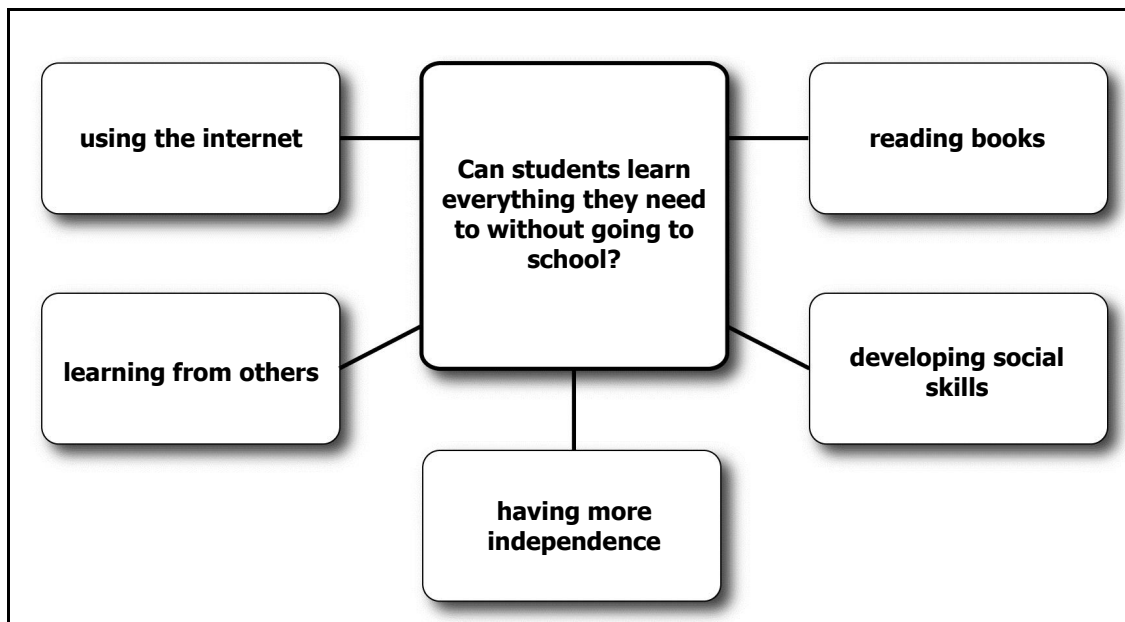 using the internet
Can students learn
everything they need
to without going to
school?
reading books
learning from others
developing social
skills
having more
independence